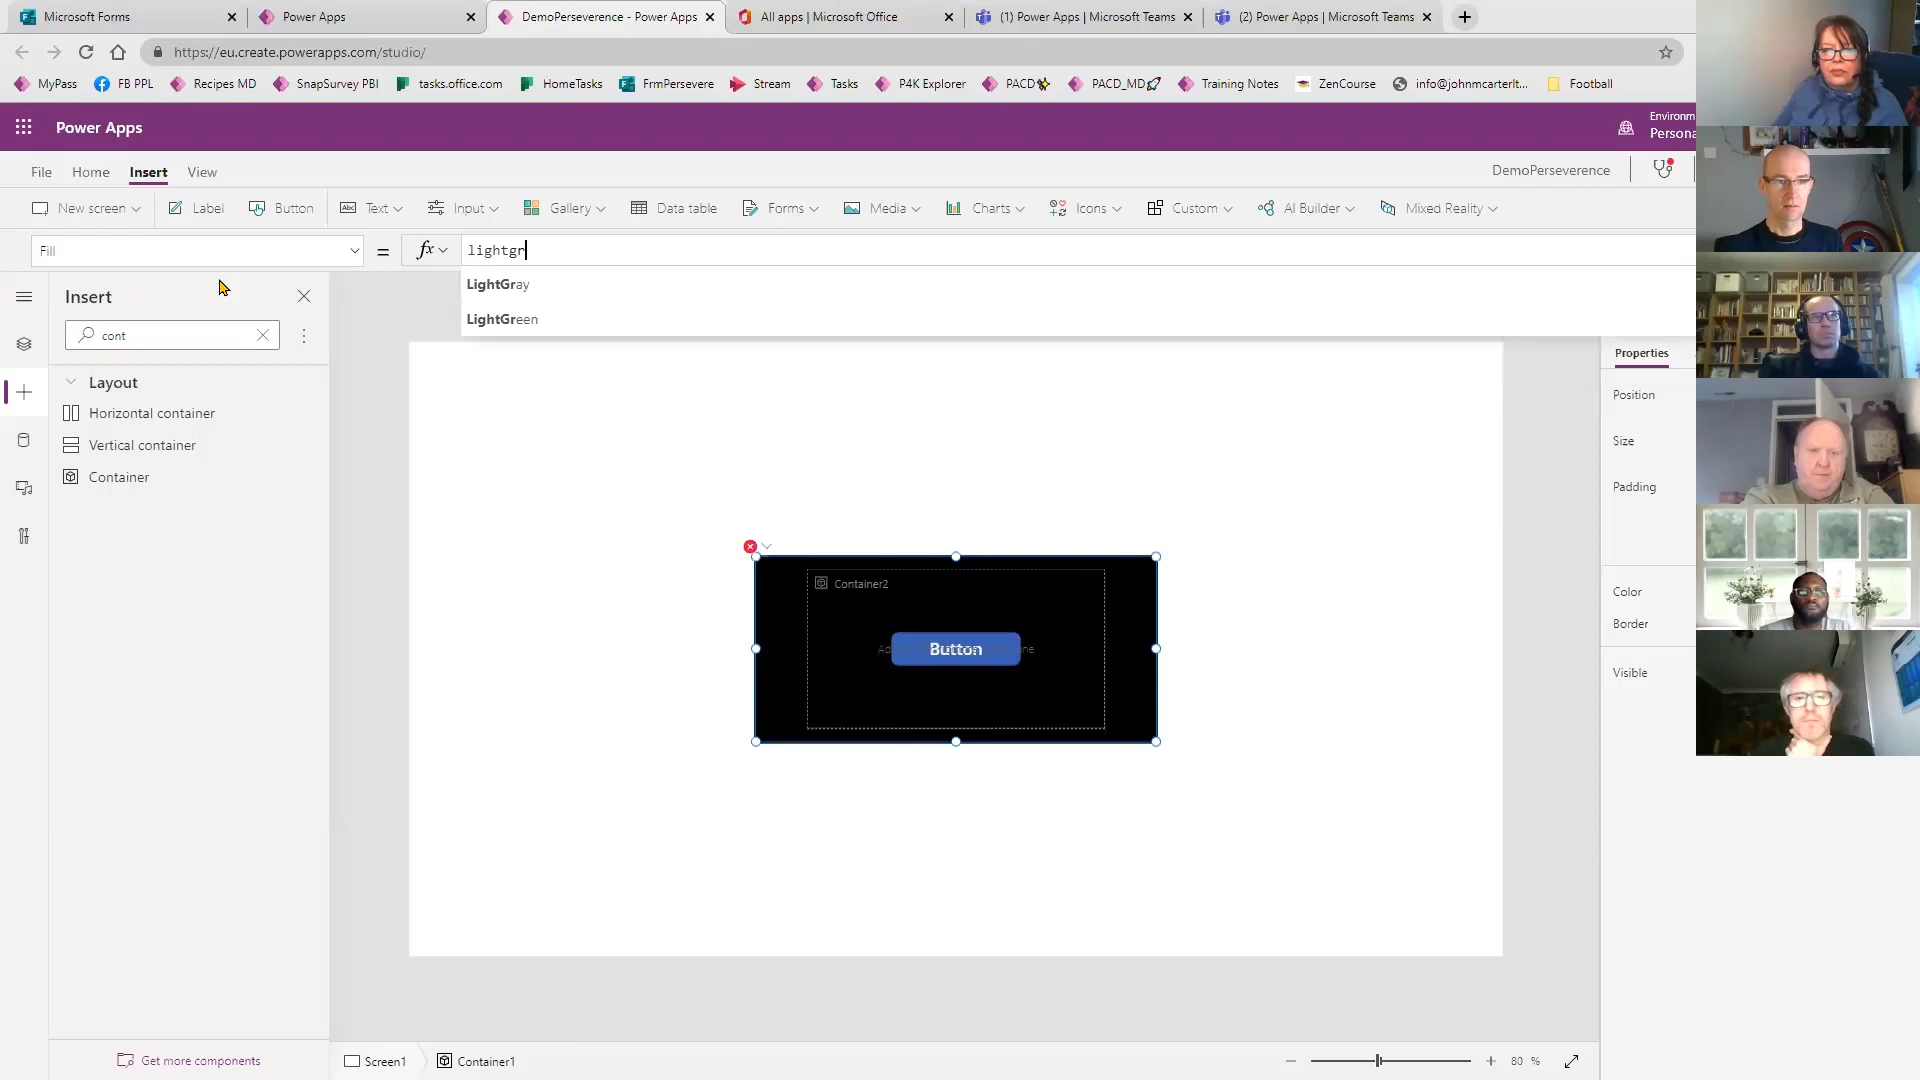 Microsoft Forms
Power Apps
DemoPerseverence - Power Apps
All apps | Microsoft Office
(1) Power Apps | Microsoft Teams
(2) Power Apps | Microsoft Teams
https://eu.create.powerapps.com/studio/
MyPass
FB PPL
Recipes MD
SnapSurvey PBI
tasks.office.com
HomeTasks
FrmPersevere
Stream
Tasks
P4K Explorer
PACD
PACD_MD
Training Notes
ZenCourse
info@johnmcarterlt...
Football
Power Apps
Environm
Persona
File
Home
Insert
View
DemoPerseverence
New screen
Label
Button
Text
Input
Gallery
Data table
Forms
Media
Charts
Icons
Custom
AI Builder
Mixed Reality
Fill
=
fx
lightgr
LightGray
LightGreen
Insert
cont
Layout
Horizontal container
Vertical container
Container
Container2
Button
Properties
Position
Size
Padding
Color
Border
Visible
Get more components
Screen1
Container1
80 %